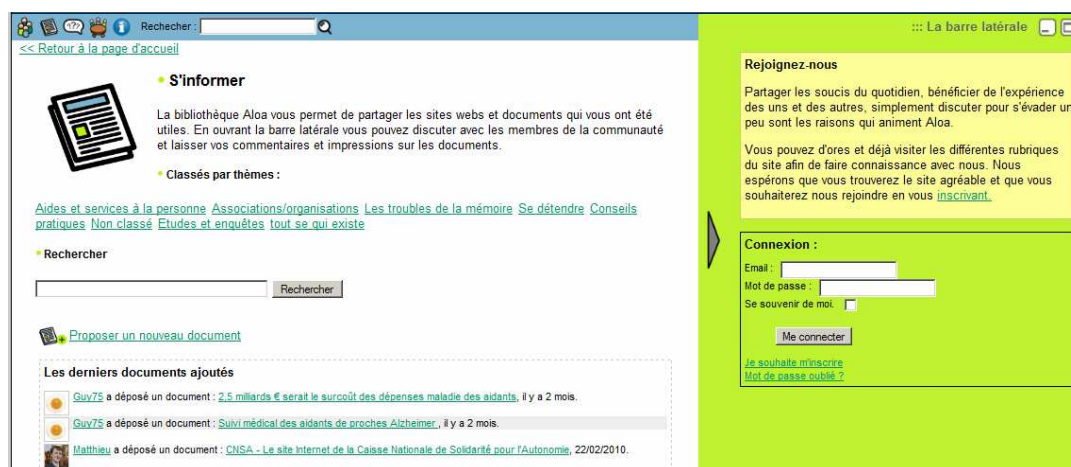 Rechecher :
::: La barre latérale
<< Retour à la page d'accueil
S'informer
La bibliothèque Aloa vous permet de partager les sites webs et documents qui vous ont été
utiles. En ouvrant la barre latérale vous pouvez discuter avec les membres de la communauté
et laisser vos commentaires et impressions sur les documents.
Classés par thèmes :
Aides et services à la personne Associations/organisations Les troubles de la mémoire Se détendre Conseils
pratiques Non classé Etudes et enquêtes tout se qui existe
Rechercher
Rechercher
Proposer un nouveau document
Les derniers documents ajoutés
Guy75 a déposé un document : 2,5 milliards € serait le surcoût des dépenses maladie des aidants, il y a 2 mois.
Guy75 a déposé un document : Suivi médical des aidants de proches Alzheimer , il y a 2 mois.
Matthieu a déposé un document : CNSA - Le site Internet de la Caisse Nationale de Solidarité pour l'Autonomie, 22/02/2010.
Rejoignez-nous
Partager les soucis du quotidien, bénéficier de l'expérience
des uns et des autres, simplement discuter pour s'évader un
peu sont les raisons qui animent Aloa.
Vous pouvez d'ores et déjà visiter les différentes rubriques
du site afin de faire connaissance avec nous. Nous
espérons que vous trouverez le site agréable et que vous
souhaiterez nous rejoindre en vous inscrivant.
Connexion :
Email :
Mot de passe :
Se souvenir de moi.
Me connecter
Je souhaite m'inscrire
Mot de passe oublié ?